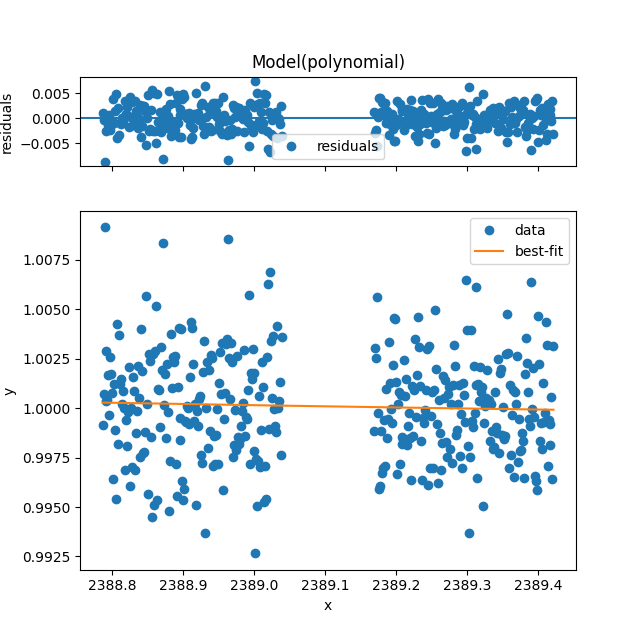 Model(polynomial)
residuals
0.005
0.000
−0.005
residuals
y
1.0075
1.0050
1.0025
1.0000
0.9975
0.9950
0.9925
data
best-fit
2388.8 2388.9 2389.0 2389.1 2389.2 2389.3 2389.4
x